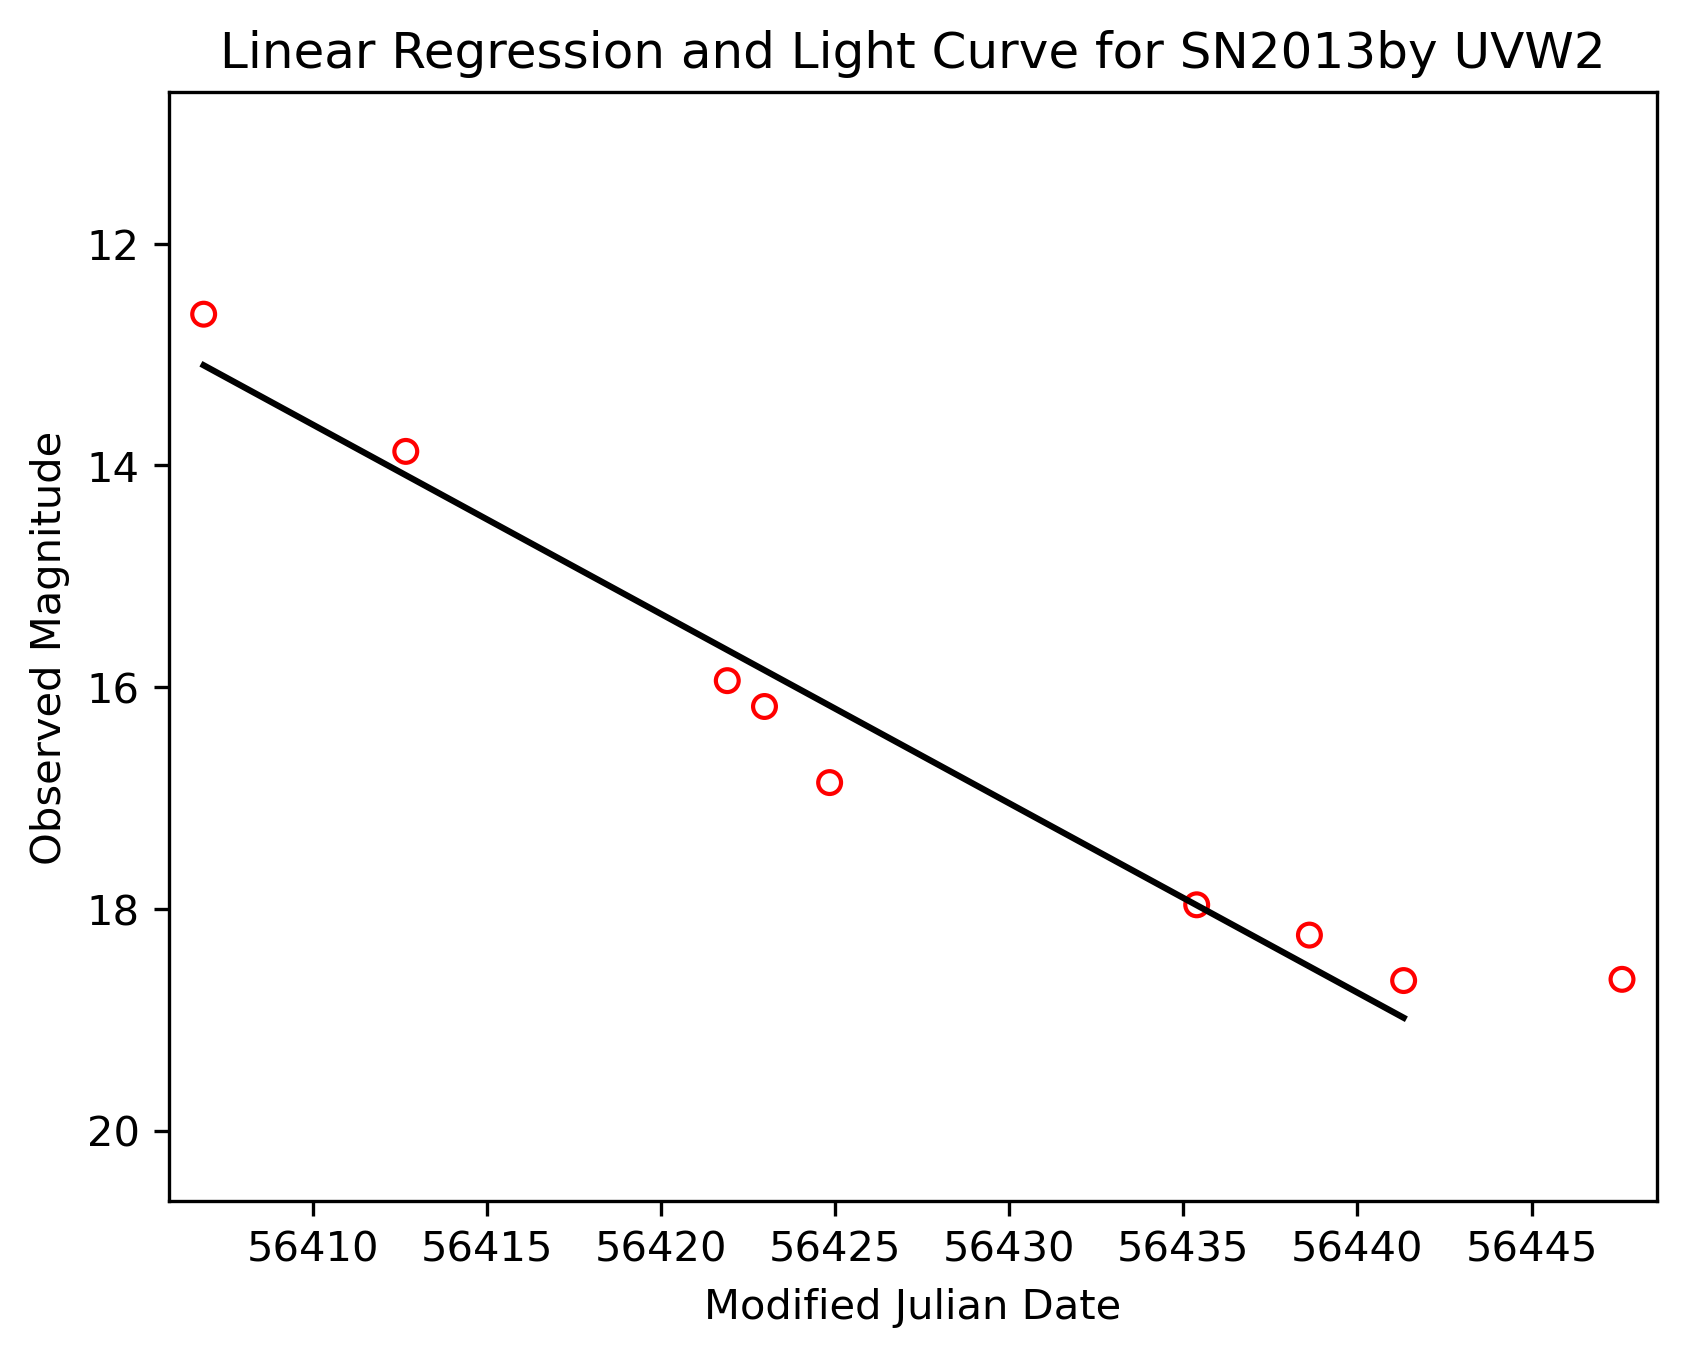 Linear Regression and Light Curve for SN2013by UVW2
Observed Magnitude
12
14
16
18
20
56410 56415 56420 56425 56430 56435 56440 56445
Modified Julian Date